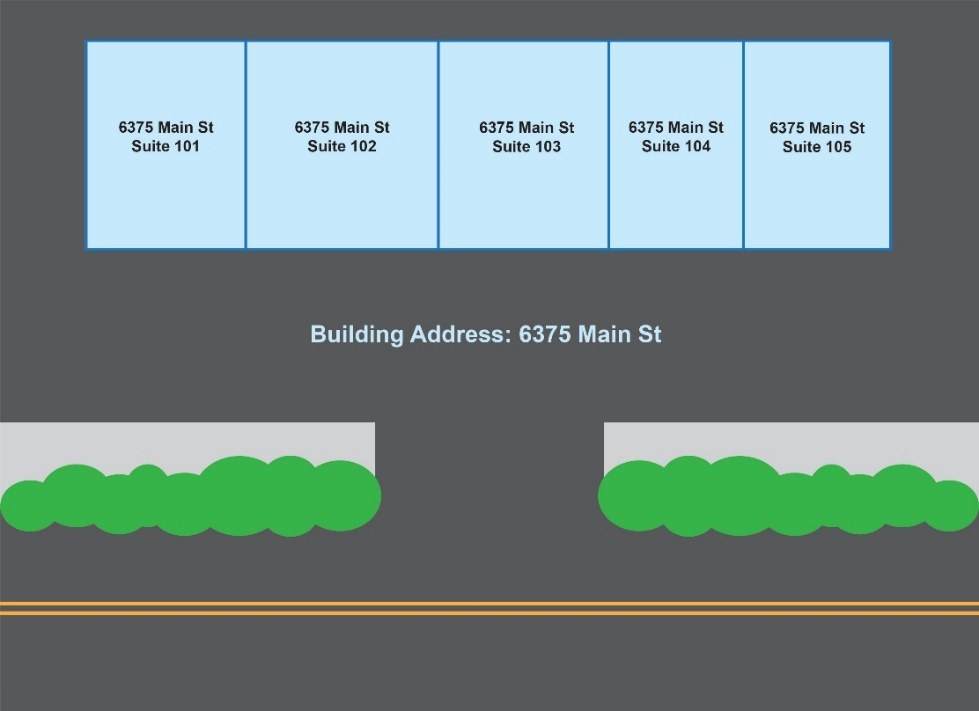 6375 Main St
Suite 101
6375 Main St
Suite 102
6375 Main St
Suite 103
6375 Main St
Suite 104
6375 Main St
Suite 105
Building Address: 6375 Main St